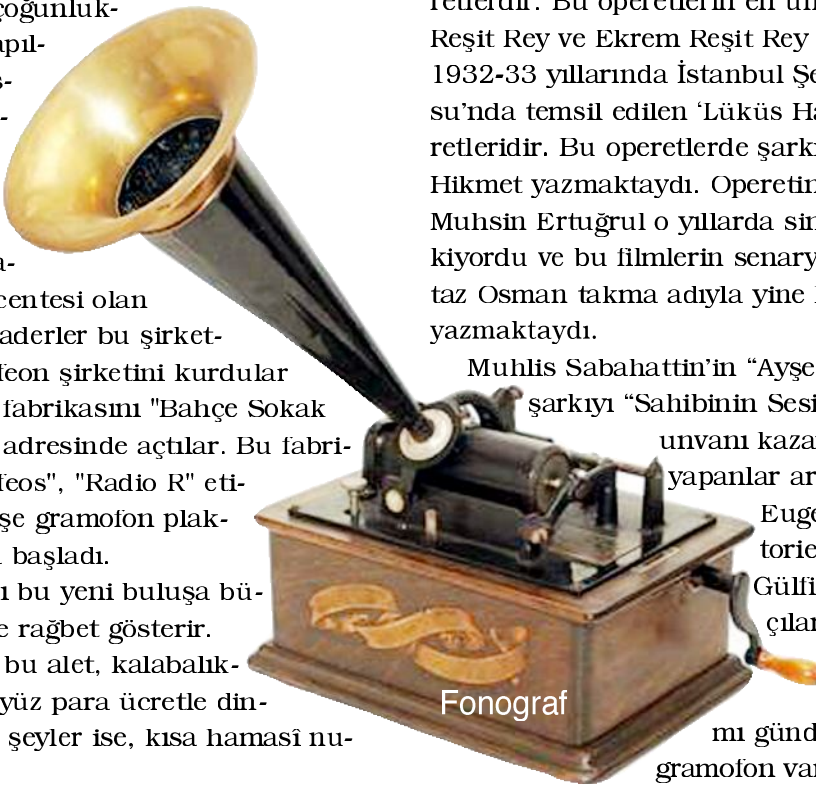 çoğunluk-
apıl-
centesi olan
aderler bu şirket-
feon şirketini kurdular
fabrikasını "Bahçe Sokak
adresinde açtılar. Bu fabri-
feos", "Radio R" eti-
şe gramofon plak-
başladı.
ı bu yeni buluşa bü-
e rağbet gösterir.
bu alet, kalabalık-
yüz para ücretle din-
şeyler ise, kısa hamasî nu-
Fonograf
retlerdir. Bu operetlerin en
Reşit Rey ve Ekrem Reşit Rey
1932-33 yıllarında İstanbul Şe
su'nda temsil edilen ‘Lüküs Ha
retleridir. Bu operetlerde şarkı
Hikmet yazmaktaydı. Operetin
Muhsin Ertuğrul o yıllarda sin
kiyordu ve bu filmlerin senary
taz Osman takma adıyla yine
yazmaktaydı.
Muhlis Sabahattin’in “Ayşe
şarkıyı “Sahibinin Sesi
unvanı kaza
yapanlar ar
Euge
torie
Gülfi
çılar
mı günd
gramofon var